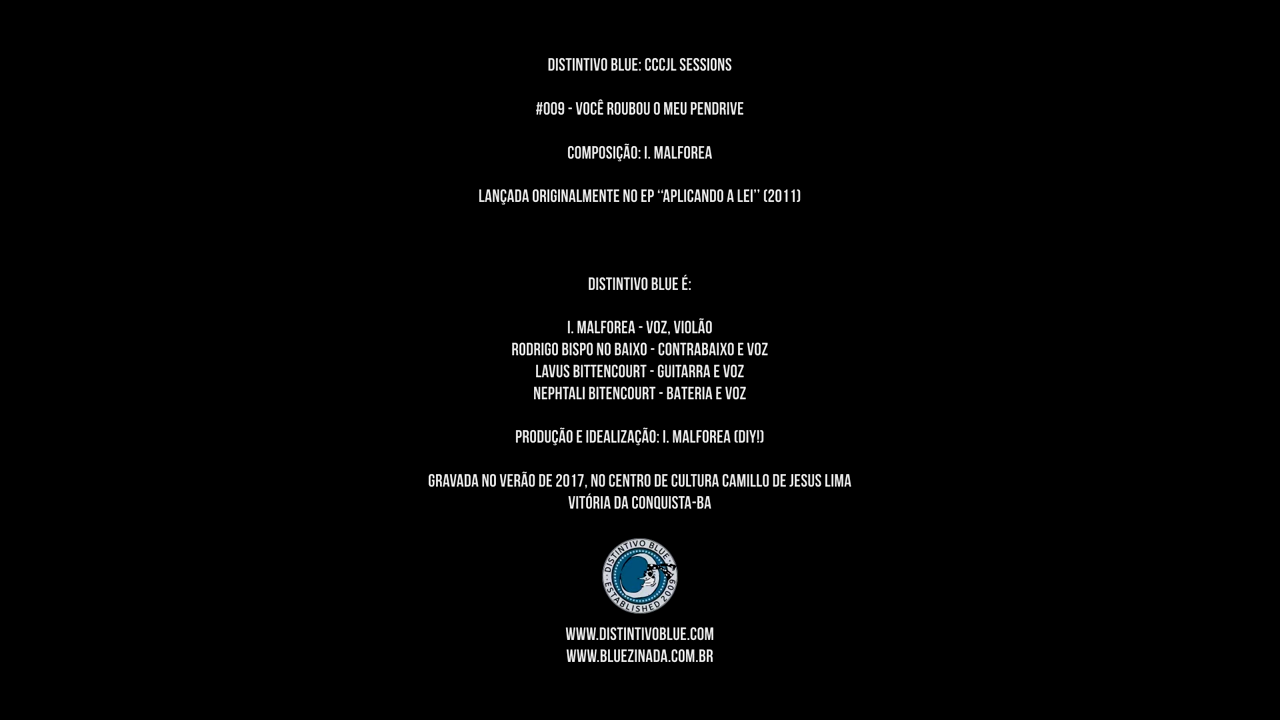 DISTINTIVO BLUE: CCCJL SESSIONS
#009 - VOCÊ ROUBOU O MEU PENDRIVE
COMPOSIÇÃO: I. MALFOREA
LANÇADA ORIGINALMENTE NO EP “APLICANDO A LEI” (2011)
DISTINTIVO BLUE É:
I. MALFOREA - VOZ, VIOLÃO
RODRIGO BISPO NO BAIXO - CONTRABAIXO E VOZ
LAVUS BITTENCOURT - GUITARRA E VOZ
NEPHTALI BITENCOURT - BATERIA E VOZ
PRODUÇÃO E IDEALIZAÇÃO: I. MALFOREA (DIY!)
GRAVADA NO VERÃO DE 2017, NO CENTRO DE CULTURA CAMILLO DE JESUS LIMA
VITÓRIA DA CONQUISTA-BA
DISTINTIVO BLUE
ESTABLISHED 2009
WWW.DISTINTIVOBLUE.COM
WWW.BLUEZINADA.COM.BR